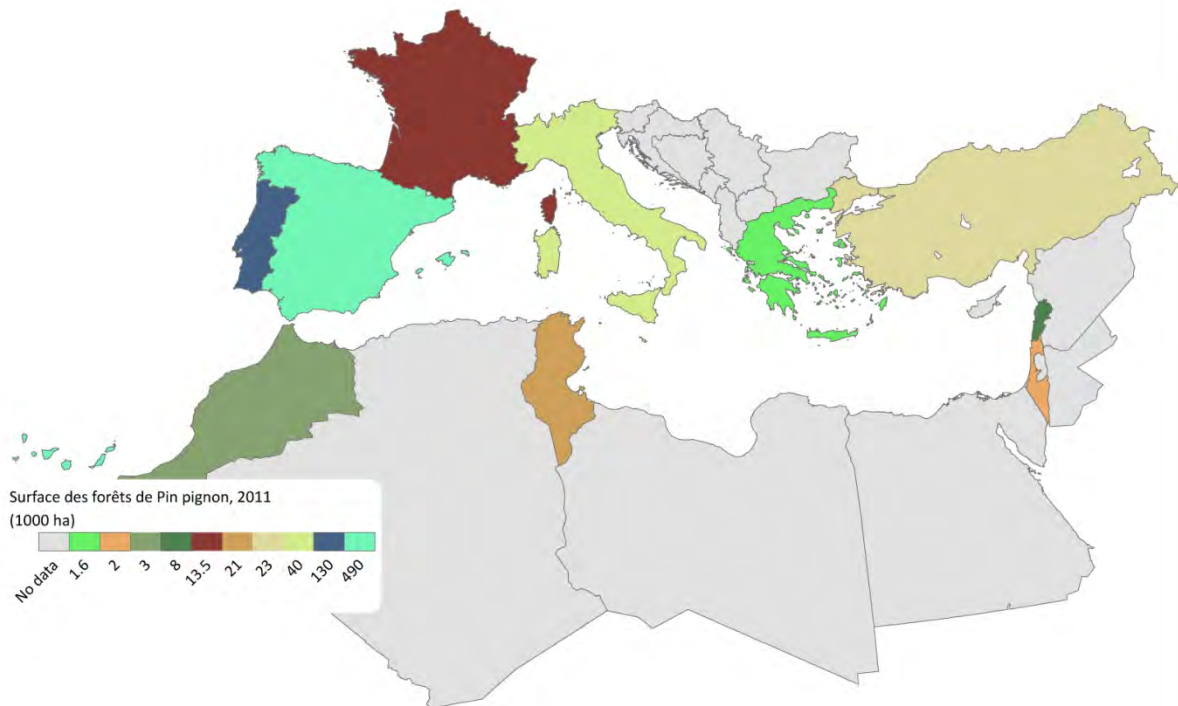 Surface des forêts de Pin pignon, 2011
(1000 ha)
No data 1.6 2 3 8 13.5 21 23 40 130 490